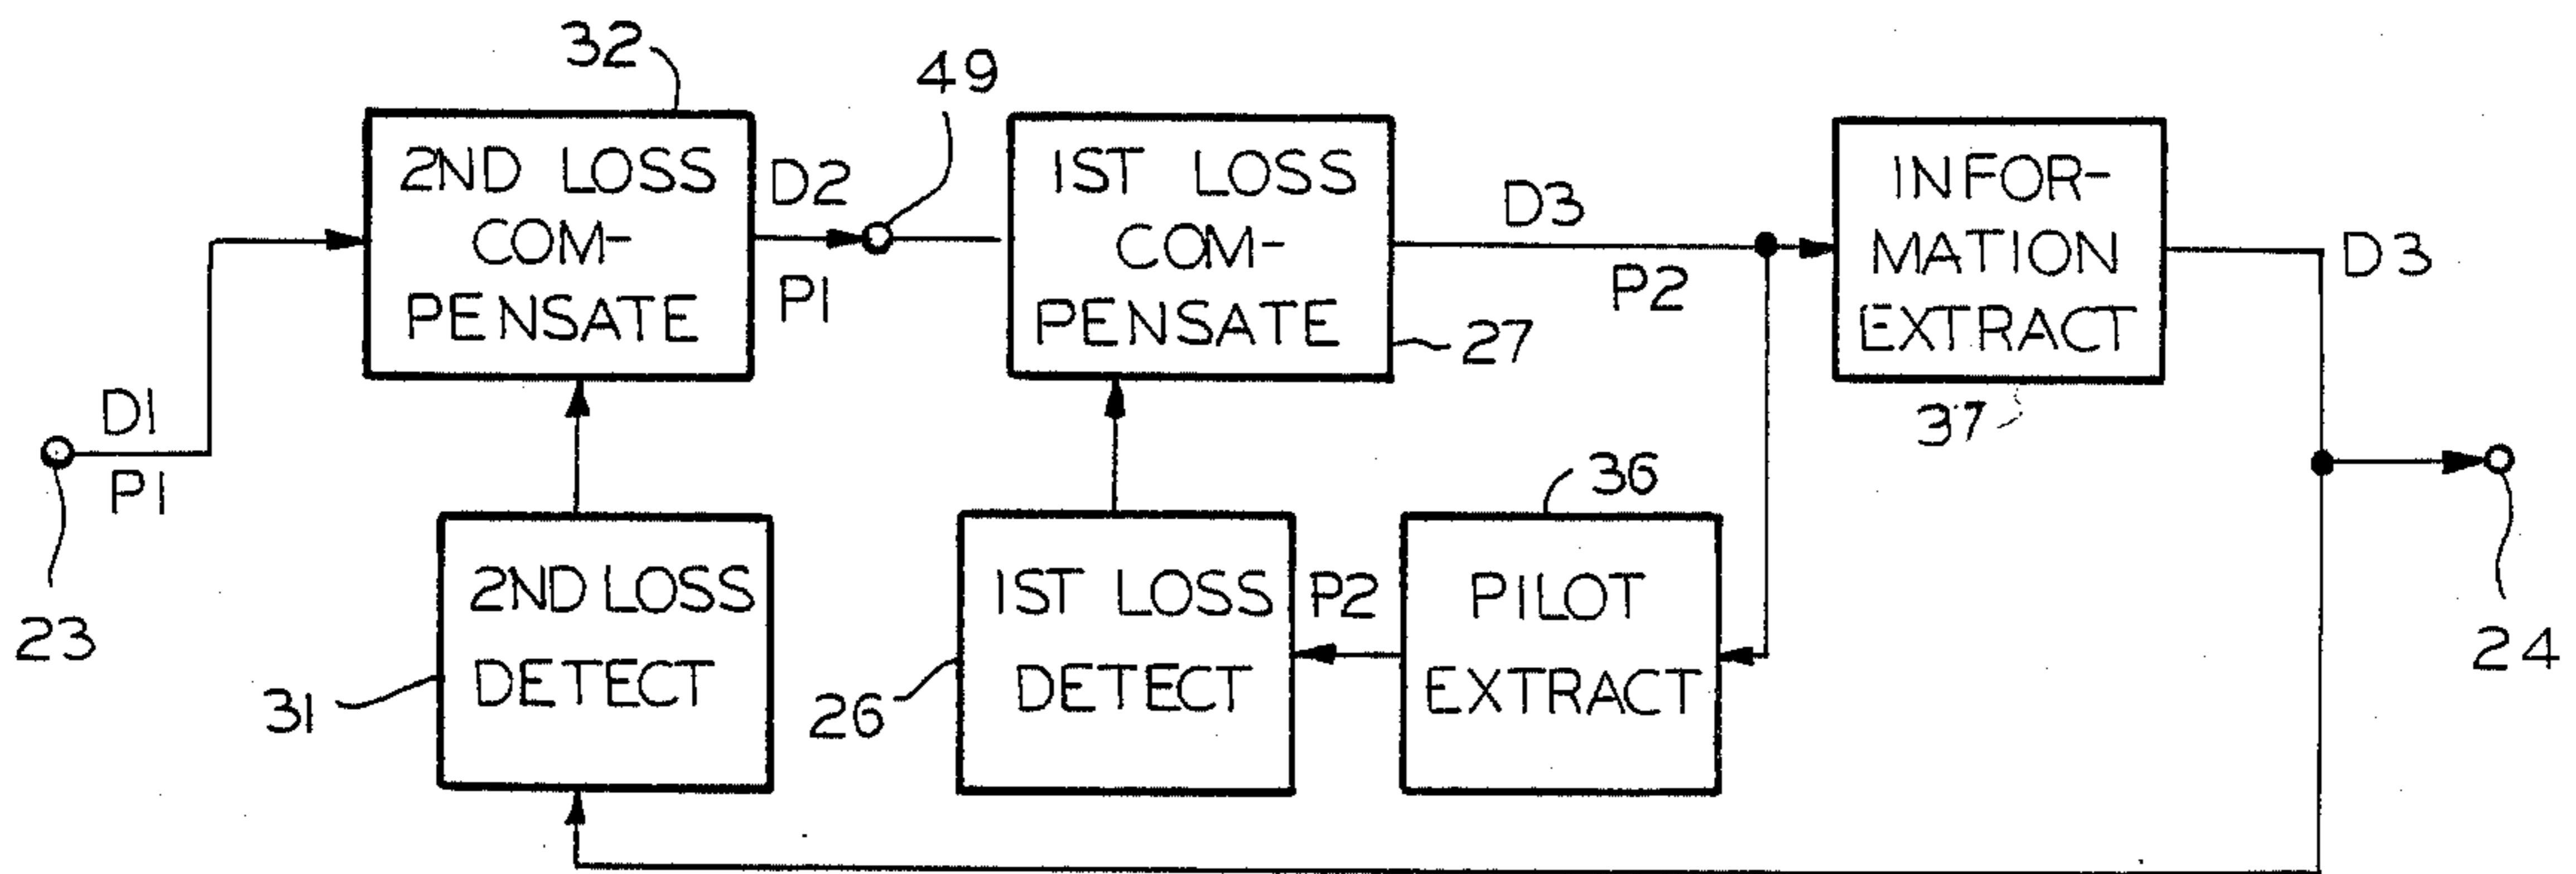 32
49
2ND LOSS
COM-
PENSATE
D2
P1
1ST LOSS
COM-
PENSATE
27
D3
P2
INFOR-
MATION
EXTRACT
37
D3
D1
P1
23
2ND LOSS
DETECT
31
1ST LOSS
DETECT
26
P2
36
PILOT
EXTRACT
24